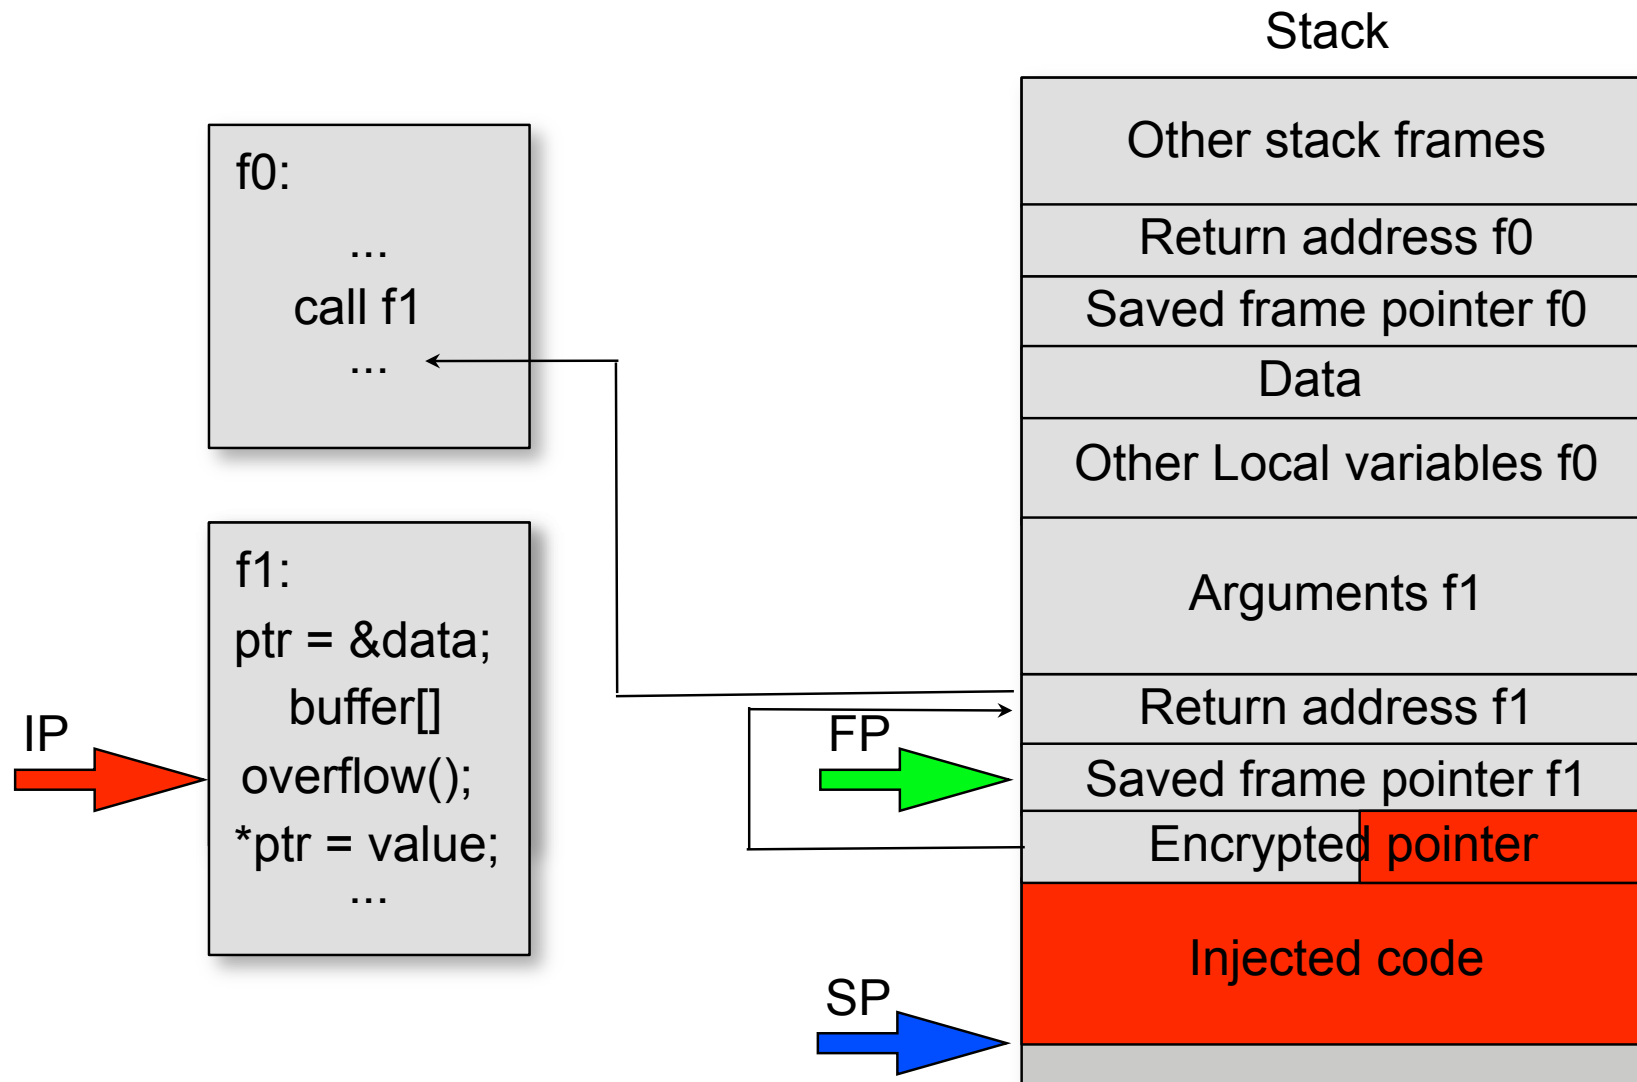 f0:
...
call f1
...
f1:
ptr = &data;
buffer[]
overflow();
*ptr = value;
...
IP
FP
SP
Stack
Other stack frames
Return address f0
Saved frame pointer f0
Data
Other Local variables f0
Arguments f1
Return address f1
Saved frame pointer f1
Encrypted pointer
Injected code